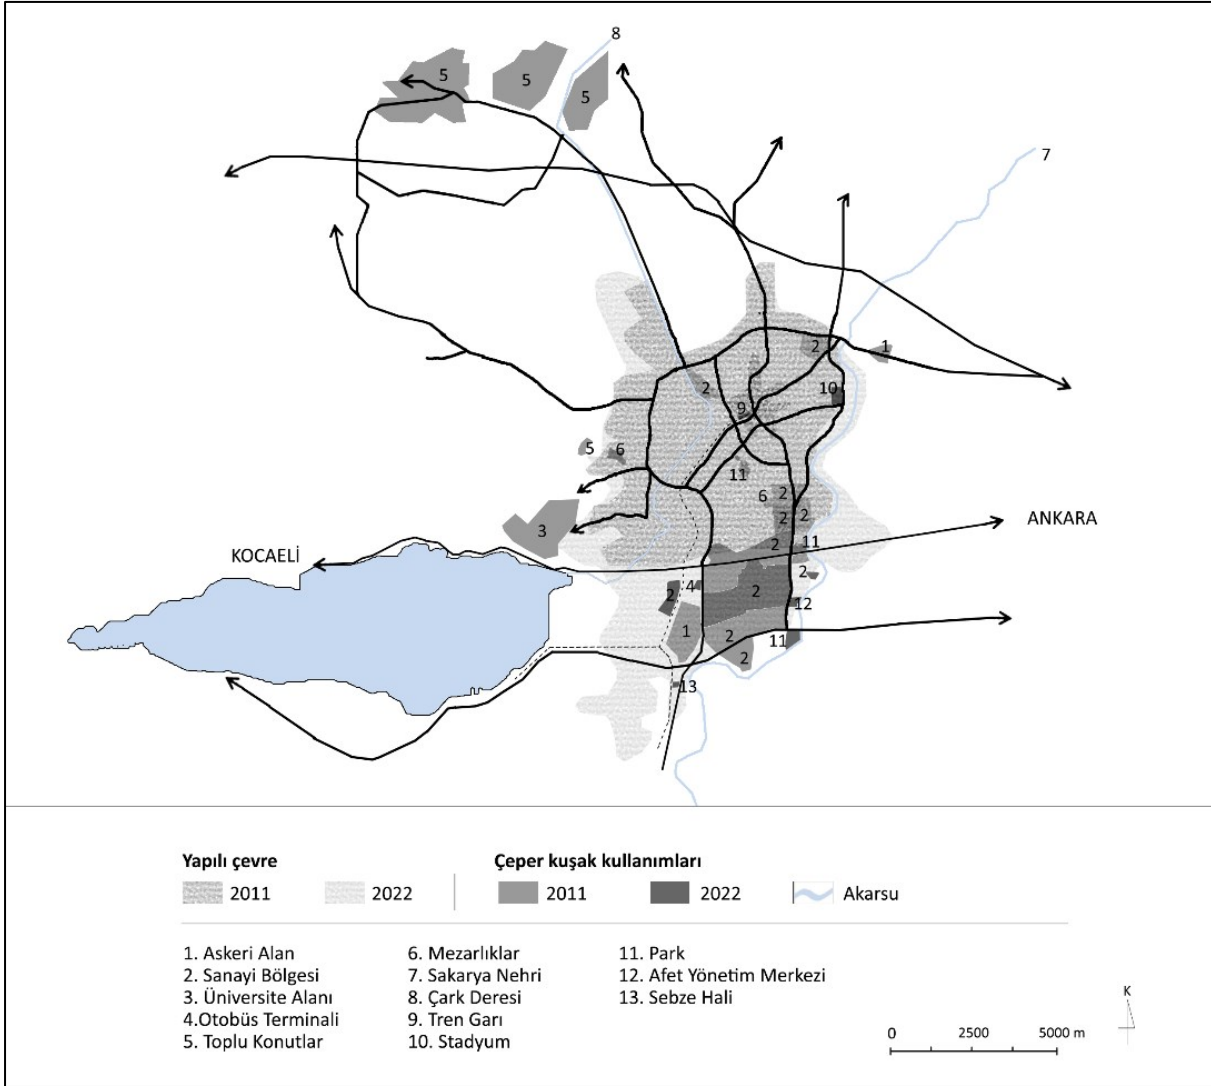 8
5
5
5
7
2
1
2
10
9
5
6
11
6
2
2
2
3
ANKARA
2
11
KOCAELİ
2
4
2
2
12
1
2
11
2
13
Yapılı çevre
Çeper kuşak kullanımları
2011
2022
2011
2022
Akarsu
1. Askeri Alan
2. Sanayi Bölgesi
3. Üniversite Alanı
4.Otobüs Terminali
5. Toplu Konutlar
6. Mezarlıklar
7. Sakarya Nehri
8. Çark Deresi
9. Tren Garı
10. Stadyum
11. Park
12. Afet Yönetim Merkezi
13. Sebze Hali
K
0 2500 5000 m